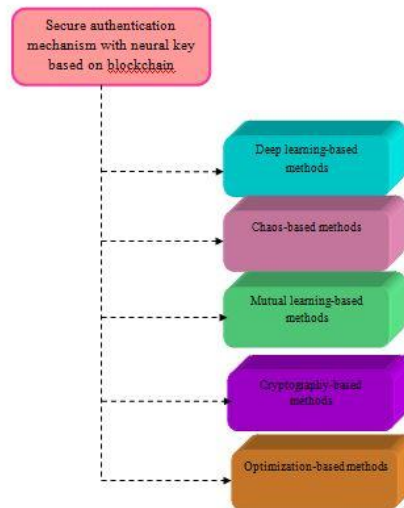 Secure authentication
mechanism with neural key
based on blockchain
Deep learning-based
methods
Chaos-based methods
Mutual learning-based
methods
Cryptography-based
methods
Optimization-based methods